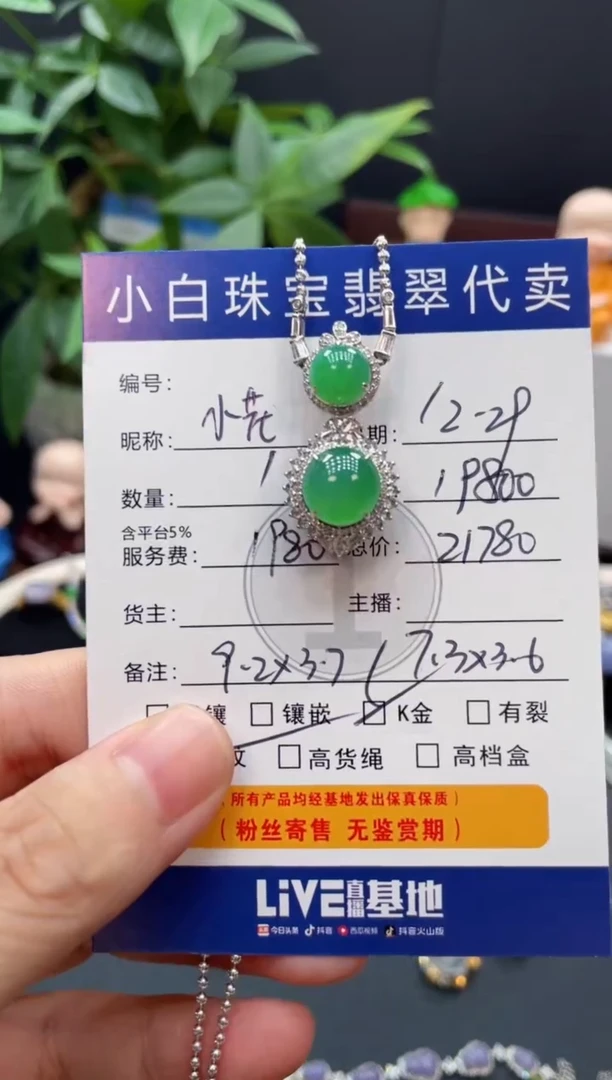 小白珠宝翡翠代卖
编号:
昵称: 小花 期: 12-29
数量: 1 19800
含平台5%
服务费: 1980 总价: 21780
货主: 主播:
备注: 9.2×3.7 / 7.3×3.6
镶 □ 镶嵌 ☑ K金 □ 有裂
纹 □ 高货绳 □ 高档盒
所有产品均经基地发出保真保质)
(粉丝寄售 无鉴赏期)
LiVE直播基地
今日头条 抖音 西瓜视频 抖音火山版